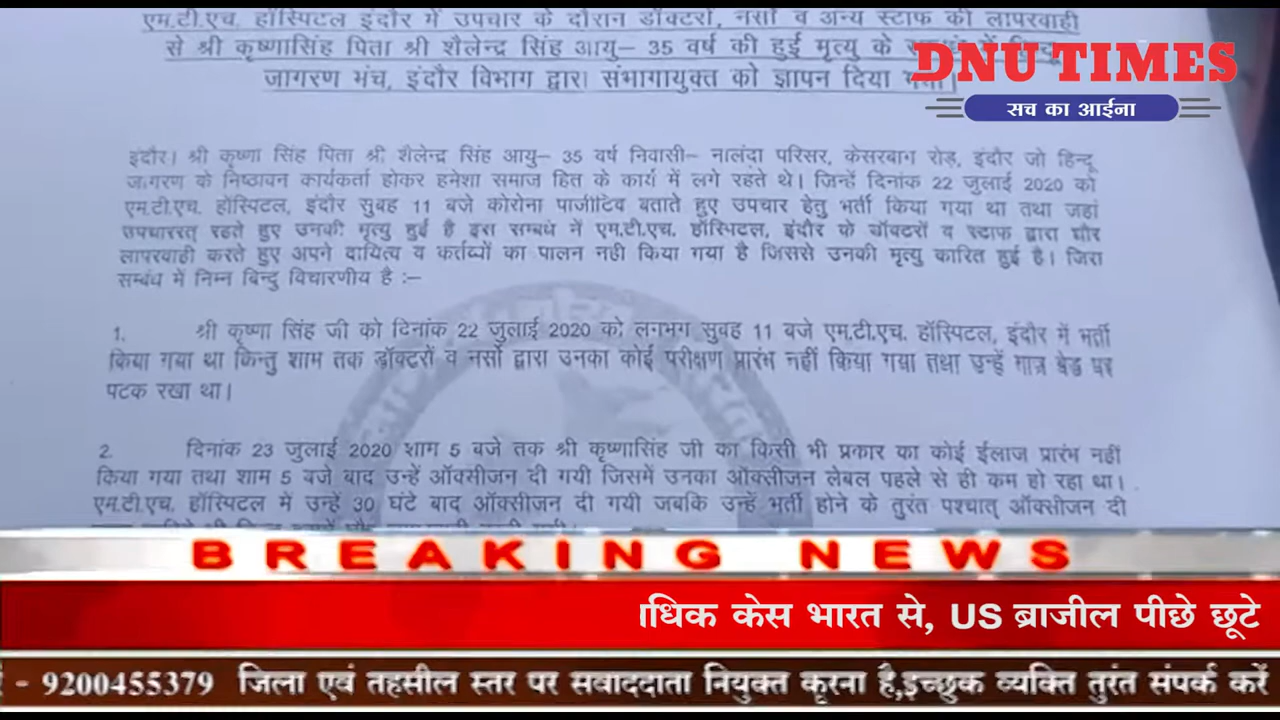 एम.टी.एच. हॉस्पिटल इंदौर में उपचार के दौरान डॉक्टरों, नर्सो व अन्य स्टाफ की लापरवाही
से श्री कृष्णासिंह पिता श्री शैलेन्द्र सिंह आयु– 35 वर्ष की हुई मृत्यु के
जागरण भंच, इंदौर विभाग द्वारा संभागायुक्त को ज्ञापन दिया गया।
DNU TIMES
सच का आईना
इंदौर। श्री कृष्णा सिंह पिता श्री शैलेन्द्र सिंह आयु– 35 वर्ष निवासी– नालंदा परिसर, केसरबाग रोड़, इंदौर जो हिन्दू
जागरण के निष्ठावन कार्यकर्ता होकर हमेशा समाज हित के कार्य में लगे रहते थे। जिन्हें दिनांक 22 जुलाई 2020 को
एम.टी.एच. हॉस्पिटल, इंदौर सुबह 11 बजे कोरोना पाजीटिव बताते हुए उपचार हेतु भर्ती किया गया था तथा जहां
उपचाररत् रहते हुए उनकी मृत्यु हुई है इस सम्बंध में एम.टी.एच. हॉस्पिटल, इंदौर के डॉक्टरों व स्टाफ द्वारा घौर
लापरवाही करते हुए अपने दायित्व व कर्तव्यों का पालन नही किया गया है जिससे उनकी मृत्यु कारित हुई है। जिस
सम्बंध में निम्न बिन्दु विचारणीय है :–
1. श्री कृष्णा सिंह जी को दिनांक 22 जुलाई 2020 को लगभग सुवह 11 बजे एम.टी.एच. हॉस्पिटल, इंदौर में भर्ती
किया गया था किन्तु शाम तक डॉक्टरों व नर्सो द्वारा उनका कोई परीक्षण प्रारंभ नहीं किया गया तथा उन्हें मात्र बेड पर
पटक रखा था।
2. दिनांक 23 जुलाई 2020 शाम 5 बजे तक श्री कृष्णासिंह जी का किसी भी प्रकार का कोई ईलाज प्रारंभ नहीं
किया गया तथा शाम 5 बजे बाद उन्हें ऑक्सीजन दी गयी जिसमें उनका ऑक्सीजन लेबल पहले से ही कम हो रहा था।
एम.टी.एच. हॉस्पिटल में उन्हें 30 घंटे बाद ऑक्सीजन दी गयी जबकि उन्हें भर्ती होने के तुरंत पश्चात् ऑक्सीजन दी
BREAKING NEWS
ाधिक केस भारत से, US ब्राजील पीछे छूटे
- 9200455379 जिला एवं तहसील स्तर पर सवाददाता नियुक्त करना है,इच्छुक व्यक्ति तुरंत संपर्क करें